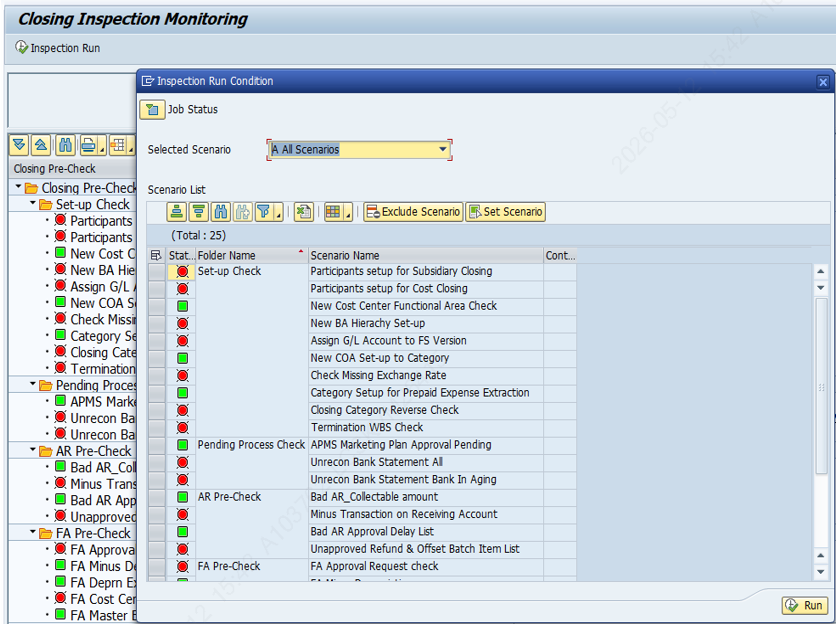 Closing Inspection Monitoring
Inspection Run
Closing Pre-Check
Closing Pre-Check
Set-up Check
Participants
Participants
New Cost C
New BA Hie
Assign G/L A
New COA Se
Check Missi
Category Se
Closing Cate
Termination
Pending Proces
APMS Marke
Unrecon Ba
Unrecon Ba
AR Pre-Check
Bad AR_Coll
Minus Trans
Bad AR App
Unapproved
FA Pre-Check
FA Approva
FA Minus De
FA Deprn Ex
FA Cost Cen
FA Master E
Inspection Run Condition
Job Status
Selected Scenario A All Scenarios
Scenario List
Exclude Scenario Set Scenario
(Total : 25)
Stat... Folder Name Scenario Name Cont...
Set-up Check Participants setup for Subsidiary Closing
Participants setup for Cost Closing
New Cost Center Functional Area Check
New BA Hierachy Set-up
Assign G/L Account to FS Version
New COA Set-up to Category
Check Missing Exchange Rate
Category Setup for Prepaid Expense Extraction
Closing Category Reverse Check
Termination WBS Check
Pending Process Check APMS Marketing Plan Approval Pending
Unrecon Bank Statement All
Unrecon Bank Statement Bank In Aging
AR Pre-Check Bad AR_Collectable amount
Minus Transaction on Receiving Account
Bad AR Approval Delay List
Unapproved Refund & Offset Batch Item List
FA Pre-Check FA Approval Request check
Run